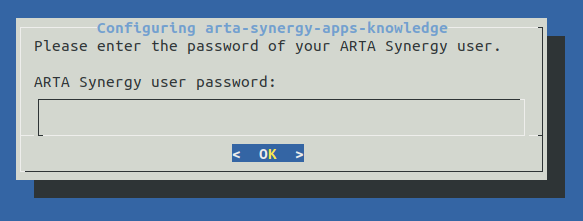 Configuring arta-synergy-apps-knowledge
Please enter the password of your ARTA Synergy user.
ARTA Synergy user password:
< OK >